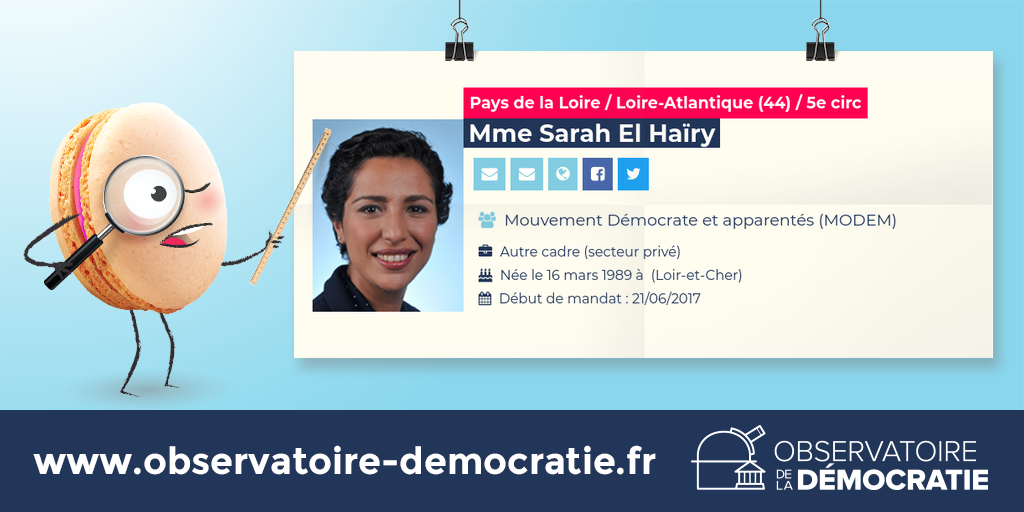 Pays de la Loire / Loire-Atlantique (44) / 5e circ
Mme Sarah El Haïry
Mouvement Démocrate et apparentés (MODEM)
Autre cadre (secteur privé)
Née le 16 mars 1989 à (Loir-et-Cher)
Début de mandat : 21/06/2017
www.observatoire-democratie.fr
OBSERVATOIRE
DE LA DÉMOCRATIE